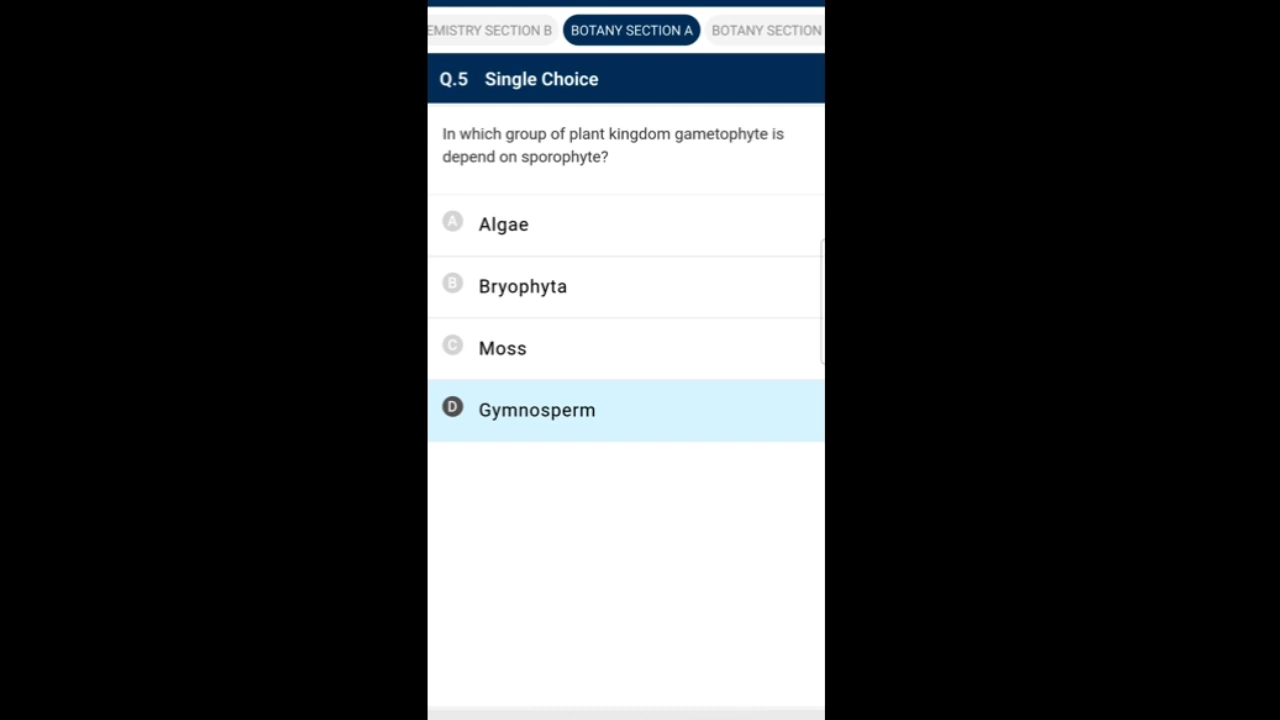 EMISTRY SECTION B BOTANY SECTION A BOTANY SECTION
Q.5 Single Choice
In which group of plant kingdom gametophyte is
depend on sporophyte?
A Algae
B Bryophyta
C Moss
D Gymnosperm